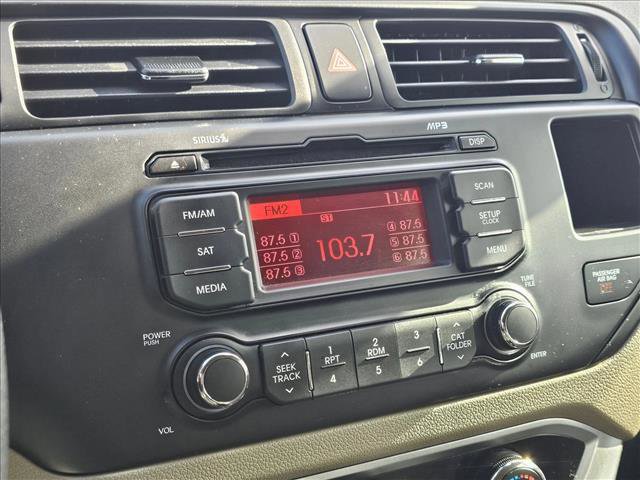 SIRIUS
MP3
DISP
FM/AM
SAT
MEDIA
FM2
11:44
ST
87.5 ①
87.5 ②
87.5 ③
103.7
④ 87.5
⑤ 87.5
⑥ 87.5
SCAN
SETUP
CLOCK
MENU
PASSENGER
AIR BAG
POWER
PUSH
VOL
SEEK
TRACK
1
RPT
4
2
RDM
5
3
6
CAT
FOLDER
TUNE
FILE
ENTER